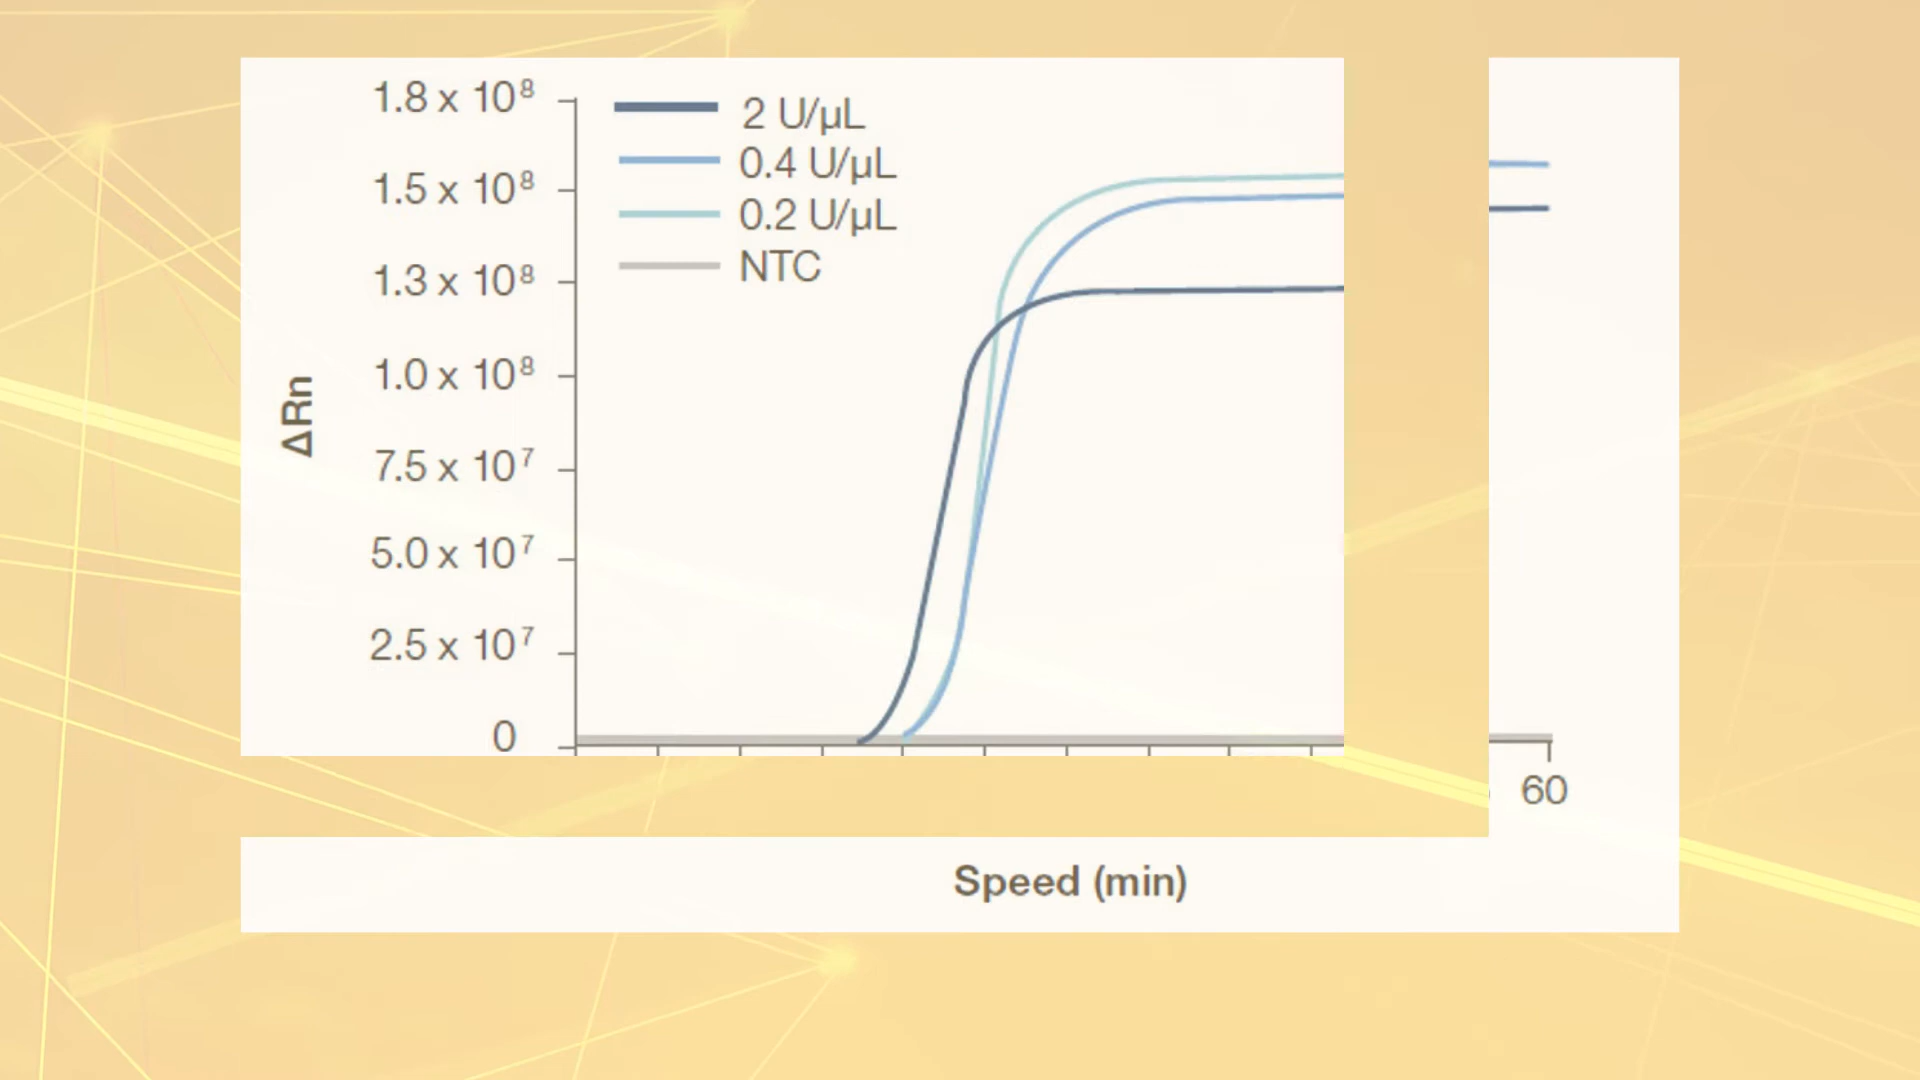 1.8 x 10⁸
1.5 x 10⁸
1.3 x 10⁸
1.0 x 10⁸
7.5 x 10⁷
5.0 x 10⁷
2.5 x 10⁷
0
ΔRn
2 U/µL
0.4 U/µL
0.2 U/µL
NTC
60
Speed (min)